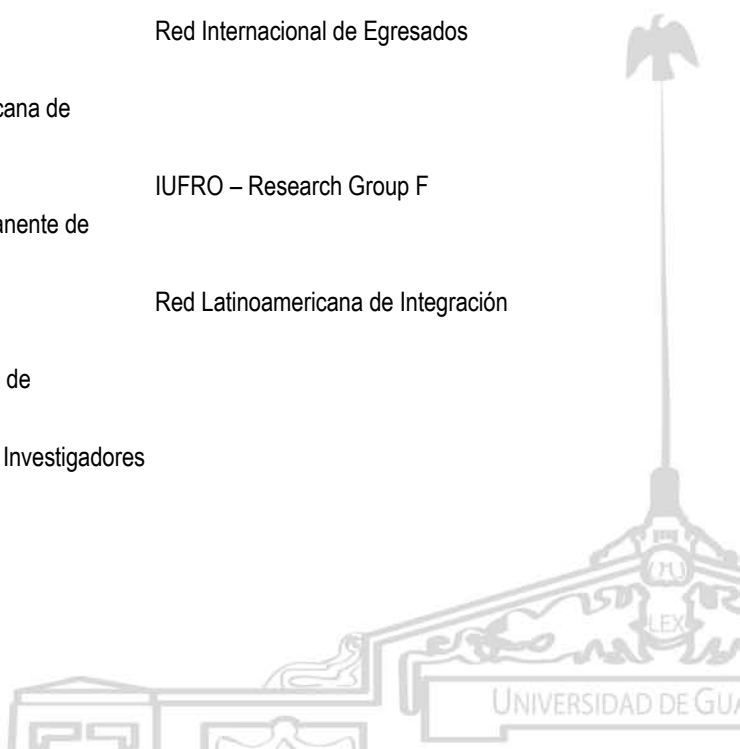 Red Internacional de Egresados
cana de
IUFRO – Research Group F
anente de
Red Latinoamericana de Integración
de
Investigadores
LEX
UNIVERSIDAD DE GUA